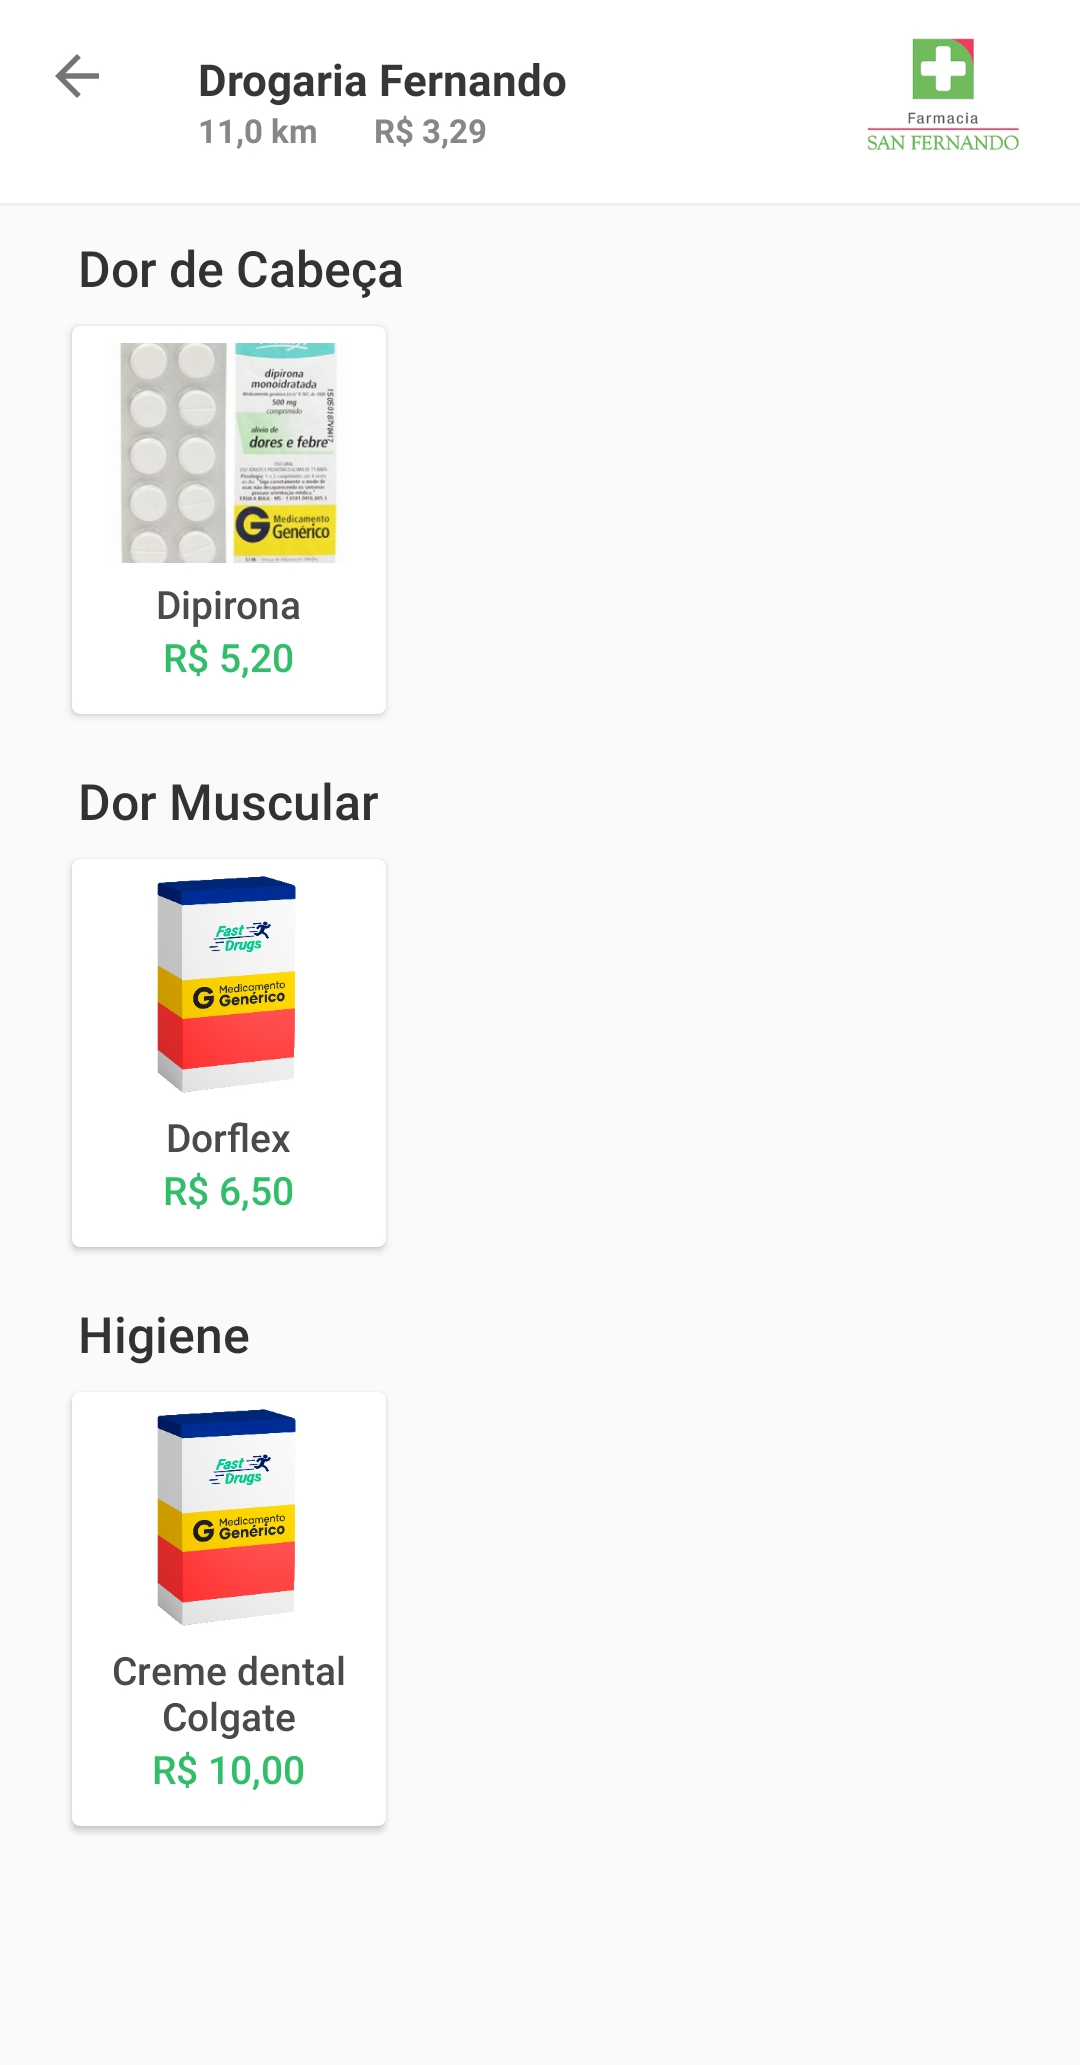 Drogaria Fernando
11,0 km R$ 3,29
Farmacia
SAN FERNANDO
Dor de Cabeça
dipirona
monoidratada
500 mg
comprimido
alívio de
dores e febre
Medicamento
G Genérico
Dipirona
R$ 5,20
Dor Muscular
Fast
Drugs
Medicamento
G Genérico
Dorflex
R$ 6,50
Higiene
Fast
Drugs
Medicamento
G Genérico
Creme dental
Colgate
R$ 10,00